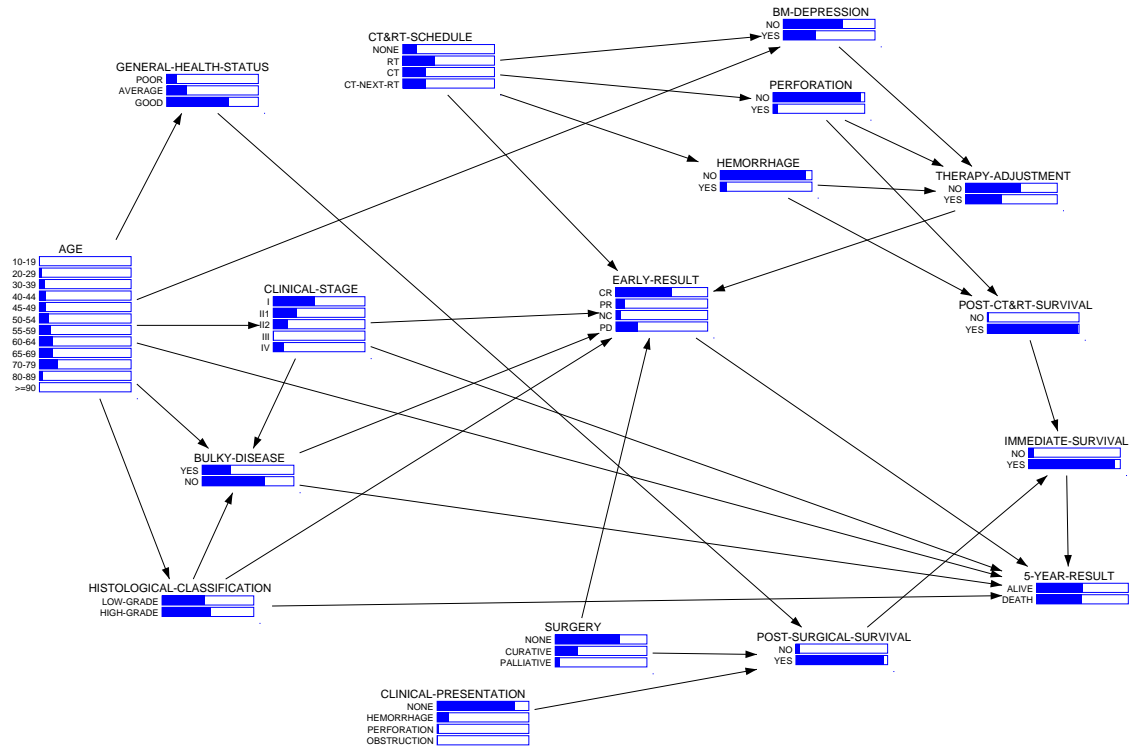 BM-DEPRESSION
NO
YES
CT&RT-SCHEDULE
NONE
RT
CT
CT-NEXT-RT
GENERAL-HEALTH-STATUS
POOR
AVERAGE
GOOD
PERFORATION
NO
YES
HEMORRHAGE
NO
YES
THERAPY-ADJUSTMENT
NO
YES
AGE
10-19
20-29
30-39
40-44
45-49
50-54
55-59
60-64
65-69
70-79
80-89
>=90
CLINICAL-STAGE
I
II1
II2
III
IV
EARLY-RESULT
CR
PR
NC
PD
POST-CT&RT-SURVIVAL
NO
YES
BULKY-DISEASE
YES
NO
IMMEDIATE-SURVIVAL
NO
YES
HISTOLOGICAL-CLASSIFICATION
LOW-GRADE
HIGH-GRADE
5-YEAR-RESULT
ALIVE
DEATH
SURGERY
NONE
CURATIVE
PALLIATIVE
POST-SURGICAL-SURVIVAL
NO
YES
CLINICAL-PRESENTATION
NONE
HEMORRHAGE
PERFORATION
OBSTRUCTION